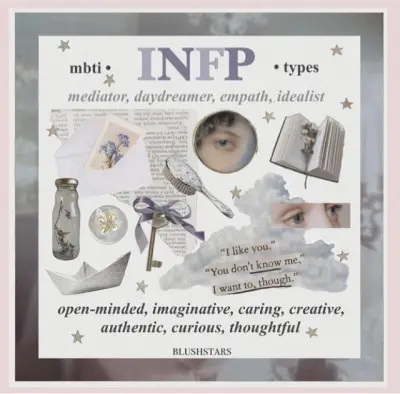 mbti • INFP • types
mediator, daydreamer, empath, idealist
"I like you."
"You don't know me."
I want to, though."
open-minded, imaginative, caring, creative,
authentic, curious, thoughtful
BLUSHSTARS